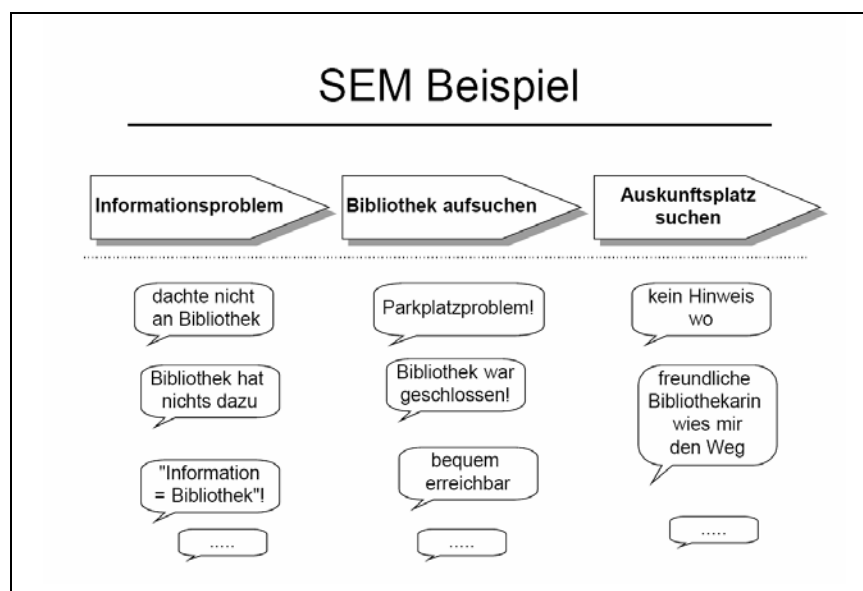 SEM Beispiel
Informationsproblem
Bibliothek aufsuchen
Auskunftsplatz
suchen
dachte nicht
an Bibliothek
Bibliothek hat
nichts dazu
"Information
= Bibliothek"!
.....
Parkplatzproblem!
Bibliothek war
geschlossen!
bequem
erreichbar
.....
kein Hinweis
wo
freundliche
Bibliothekarin
wies mir
den Weg
.....